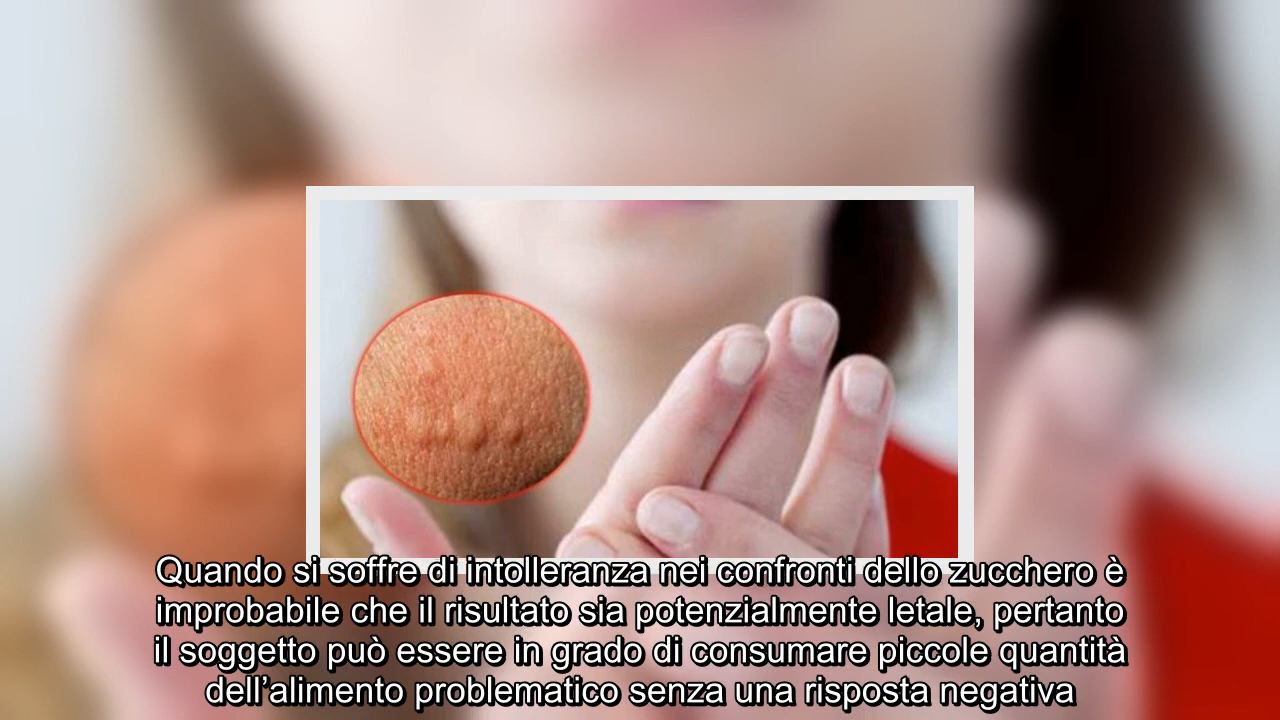 Quando si soffre di intolleranza nei confronti dello zucchero è
improbabile che il risultato sia potenzialmente letale, pertanto
il soggetto può essere in grado di consumare piccole quantità
dell’alimento problematico senza una risposta negativa